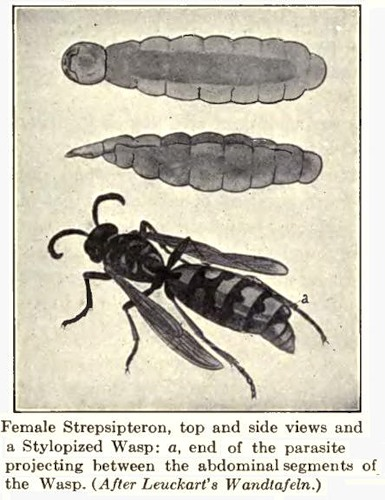 a
Female Strepsipteron, top and side views and
a Stylopized Wasp: a, end of the parasite
projecting between the abdominal segments of
the Wasp. (After Leuckart's Wandtafeln.)